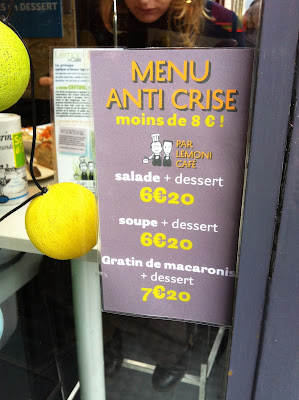 MENU
ANTI CRISE
moins de 8 € !
PAR
LEMONI
CAFÉ
salade + dessert
6€20
soupe + dessert
6€20
Gratin de macaronis
+ dessert
7€20